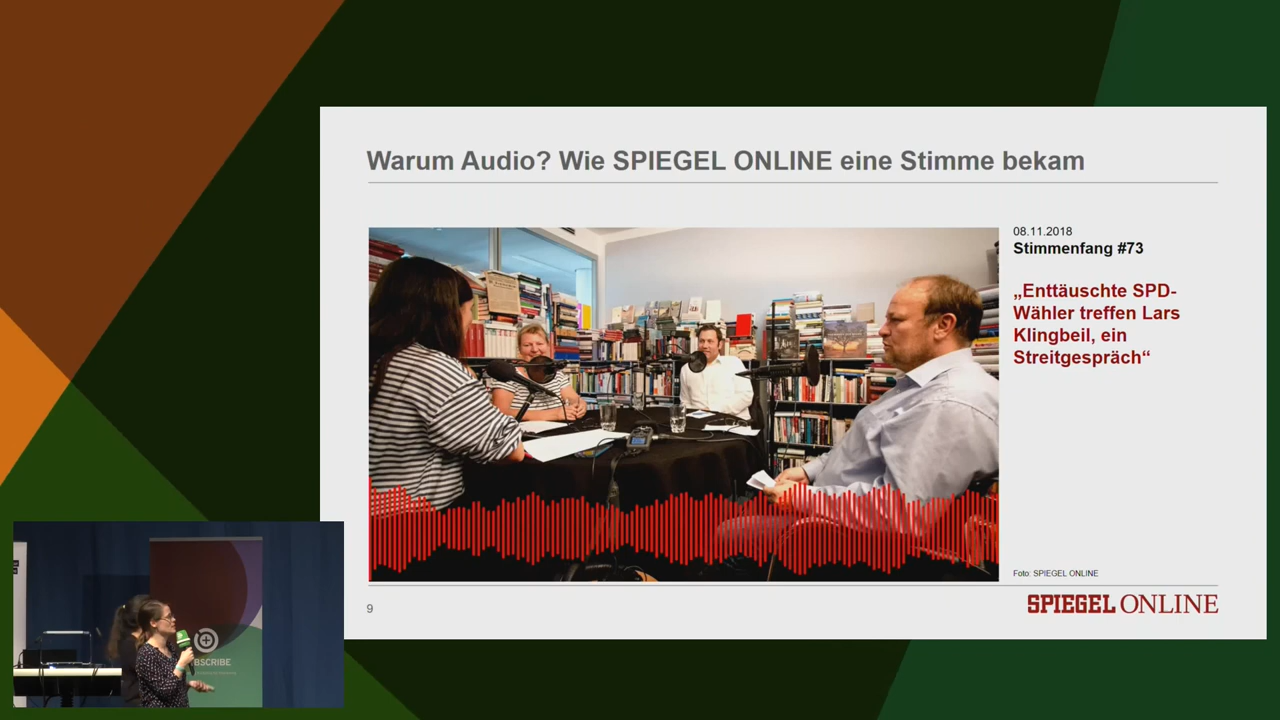 Warum Audio? Wie SPIEGEL ONLINE eine Stimme bekam
08.11.2018
Stimmenfang #73
„Enttäuschte SPD-
Wähler treffen Lars
Klingbeil, ein
Streitgespräch“
Foto: SPIEGEL ONLINE
9
SPIEGEL ONLINE
BSCRIBE